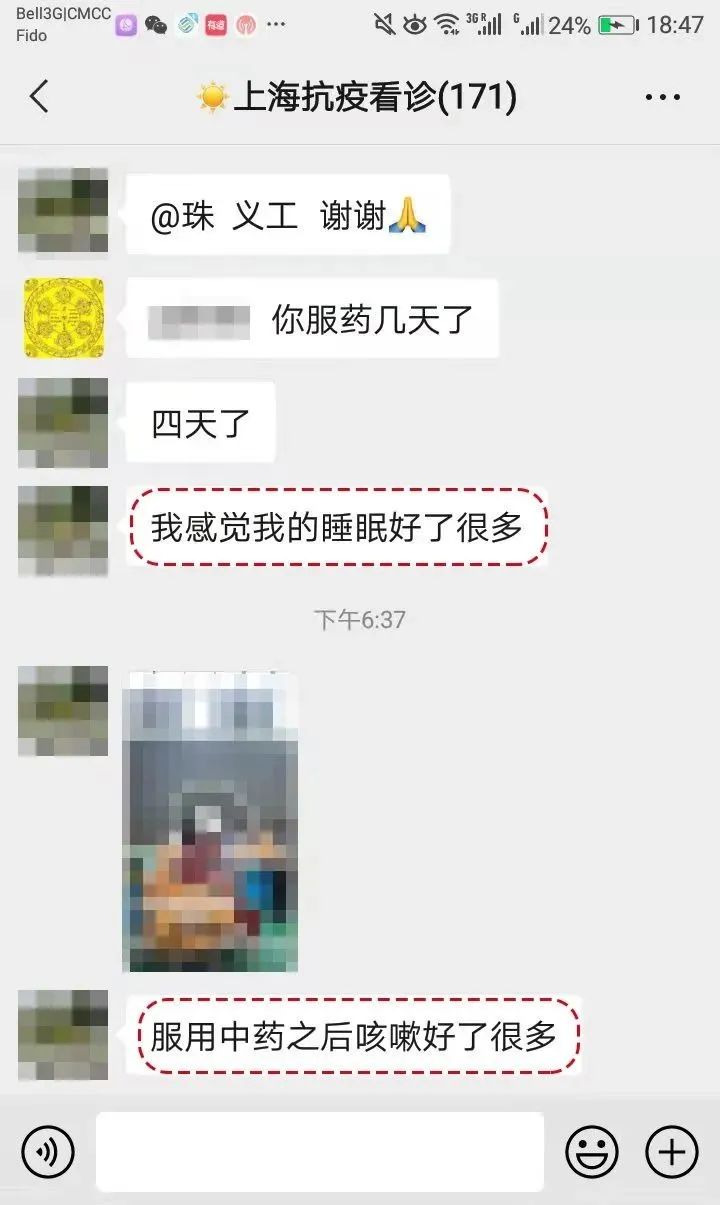 Bell3G|CMCC
Fido
24%
18:47
☀️上海抗疫看诊(171)
@珠 义工 谢谢🙏
你服药几天了
四天了
我感觉我的睡眠好了很多
下午6:37
服用中药之后咳嗽好了很多